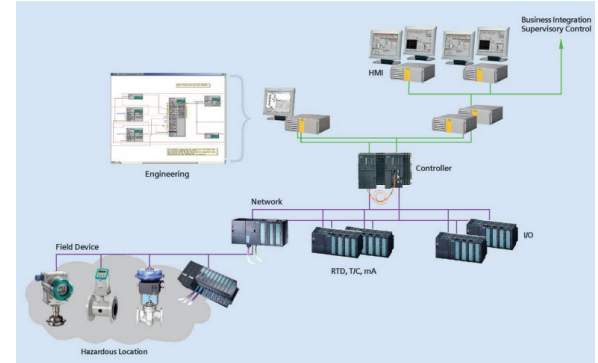 Business Integration
Supervisory Control
HMI
Engineering
Controller
Network
I/O
Field Device
RTD, T/C, mA
Hazardous Location